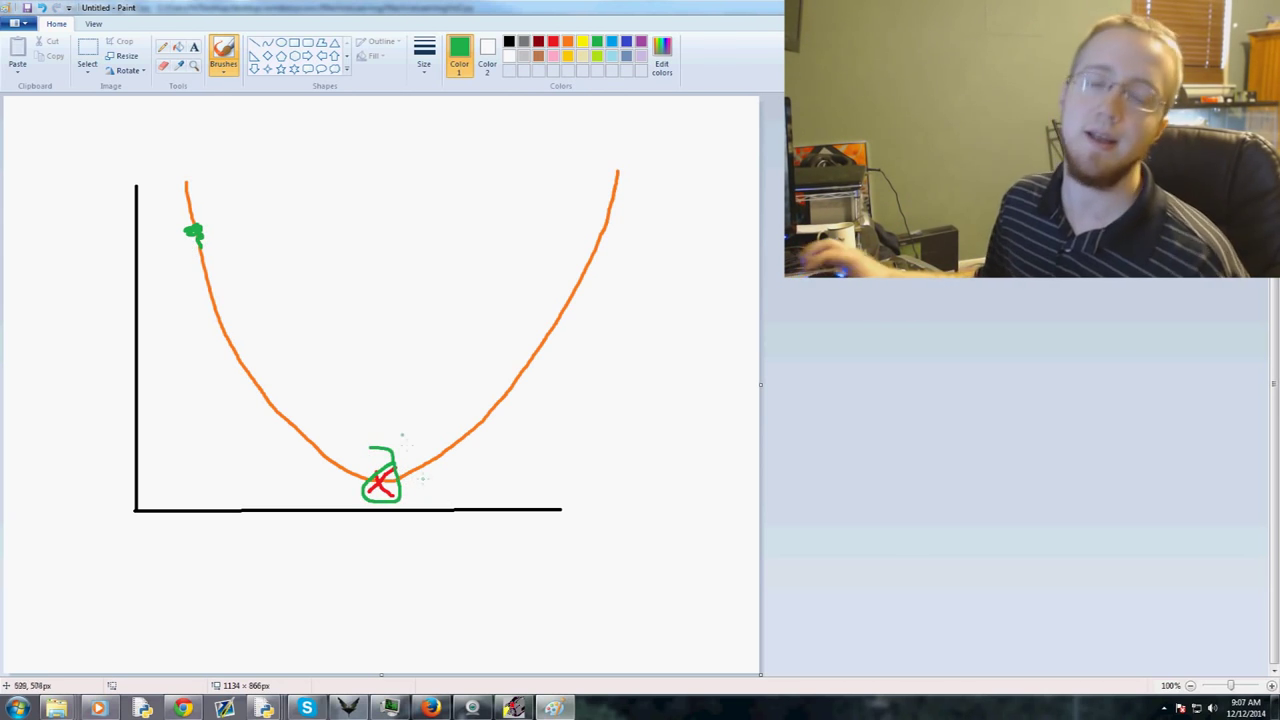 Untitled - Paint
Home View
Paste
Cut
Copy
Clipboard
Select
Crop
Resize
Rotate
Image
A
Tools
Brushes
Outline
Fill
Shapes
Size
Color 1
Color 2
Edit colors
Colors
539, 578px
1134 × 866px
100%
S
9:07 AM
12/12/2014